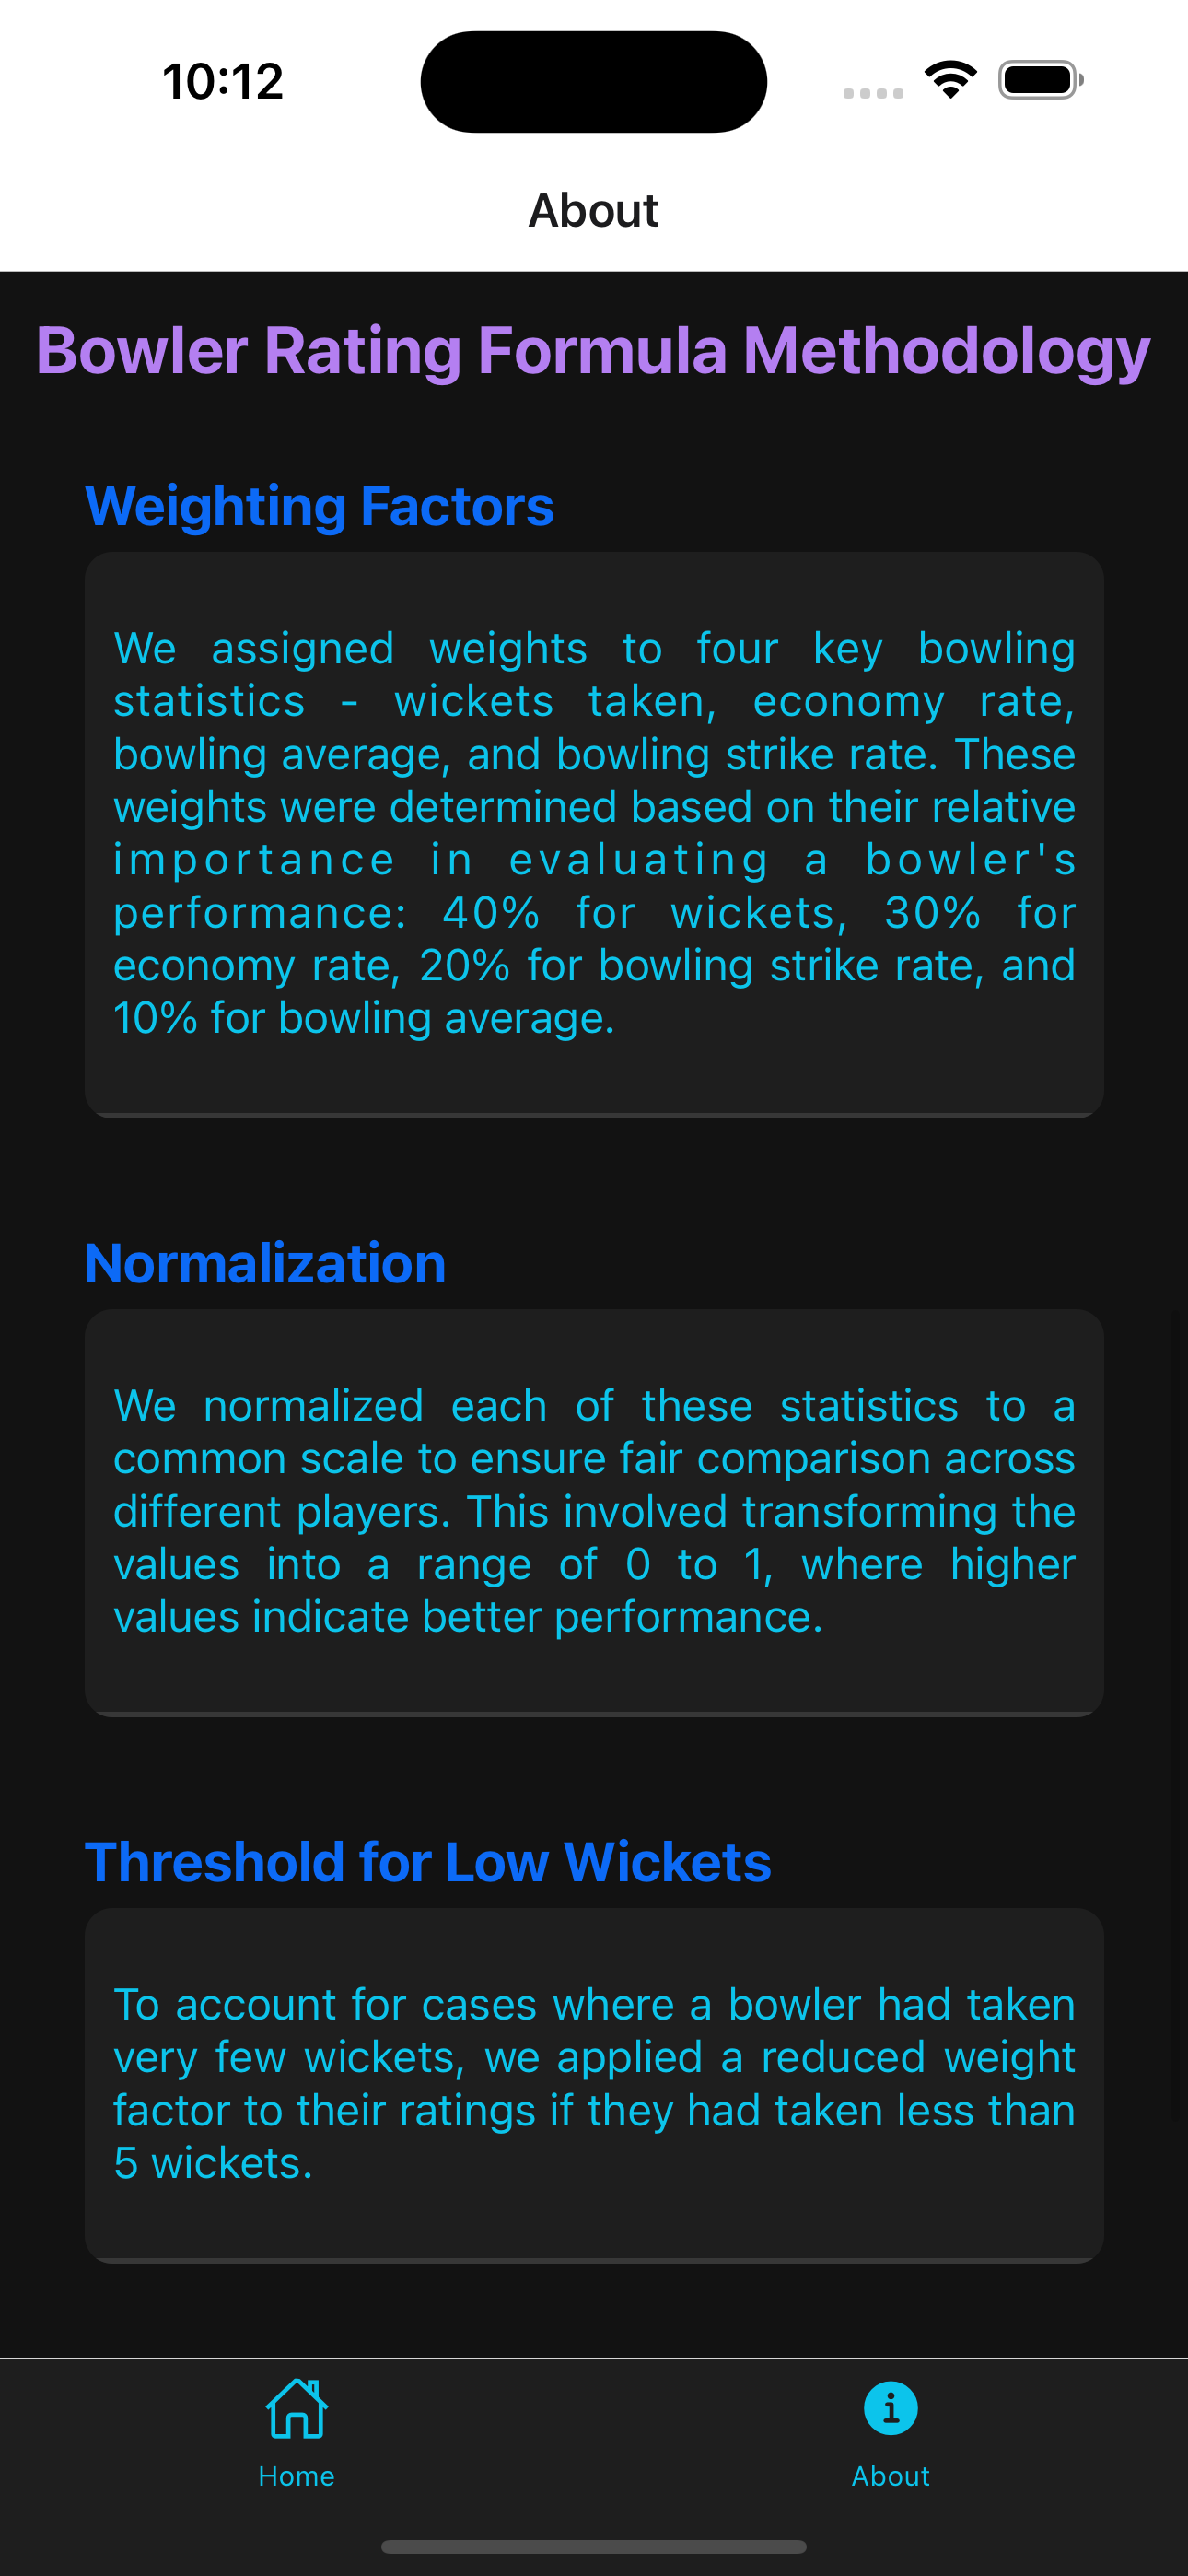 10:12
About
Bowler Rating Formula Methodology
Weighting Factors
We assigned weights to four key bowling
statistics - wickets taken, economy rate,
bowling average, and bowling strike rate. These
weights were determined based on their relative
importance in evaluating a bowler's
performance: 40% for wickets, 30% for
economy rate, 20% for bowling strike rate, and
10% for bowling average.
Normalization
We normalized each of these statistics to a
common scale to ensure fair comparison across
different players. This involved transforming the
values into a range of 0 to 1, where higher
values indicate better performance.
Threshold for Low Wickets
To account for cases where a bowler had taken
very few wickets, we applied a reduced weight
factor to their ratings if they had taken less than
5 wickets.
Home
About